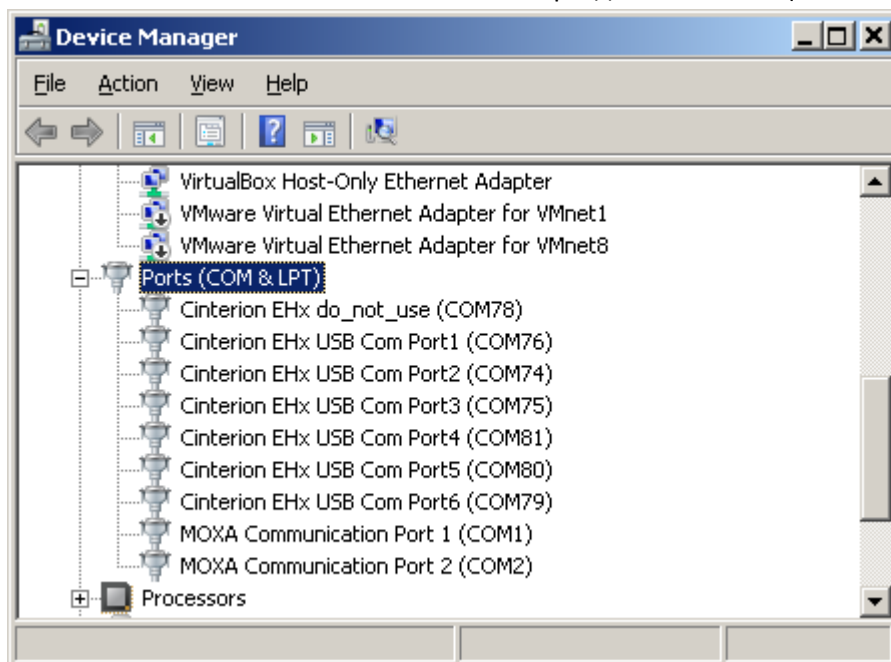 Device Manager
File Action View Help
VirtualBox Host-Only Ethernet Adapter
VMware Virtual Ethernet Adapter for VMnet1
VMware Virtual Ethernet Adapter for VMnet8
Ports (COM & LPT)
Cinterion EHx do_not_use (COM78)
Cinterion EHx USB Com Port1 (COM76)
Cinterion EHx USB Com Port2 (COM74)
Cinterion EHx USB Com Port3 (COM75)
Cinterion EHx USB Com Port4 (COM81)
Cinterion EHx USB Com Port5 (COM80)
Cinterion EHx USB Com Port6 (COM79)
MOXA Communication Port 1 (COM1)
MOXA Communication Port 2 (COM2)
Processors